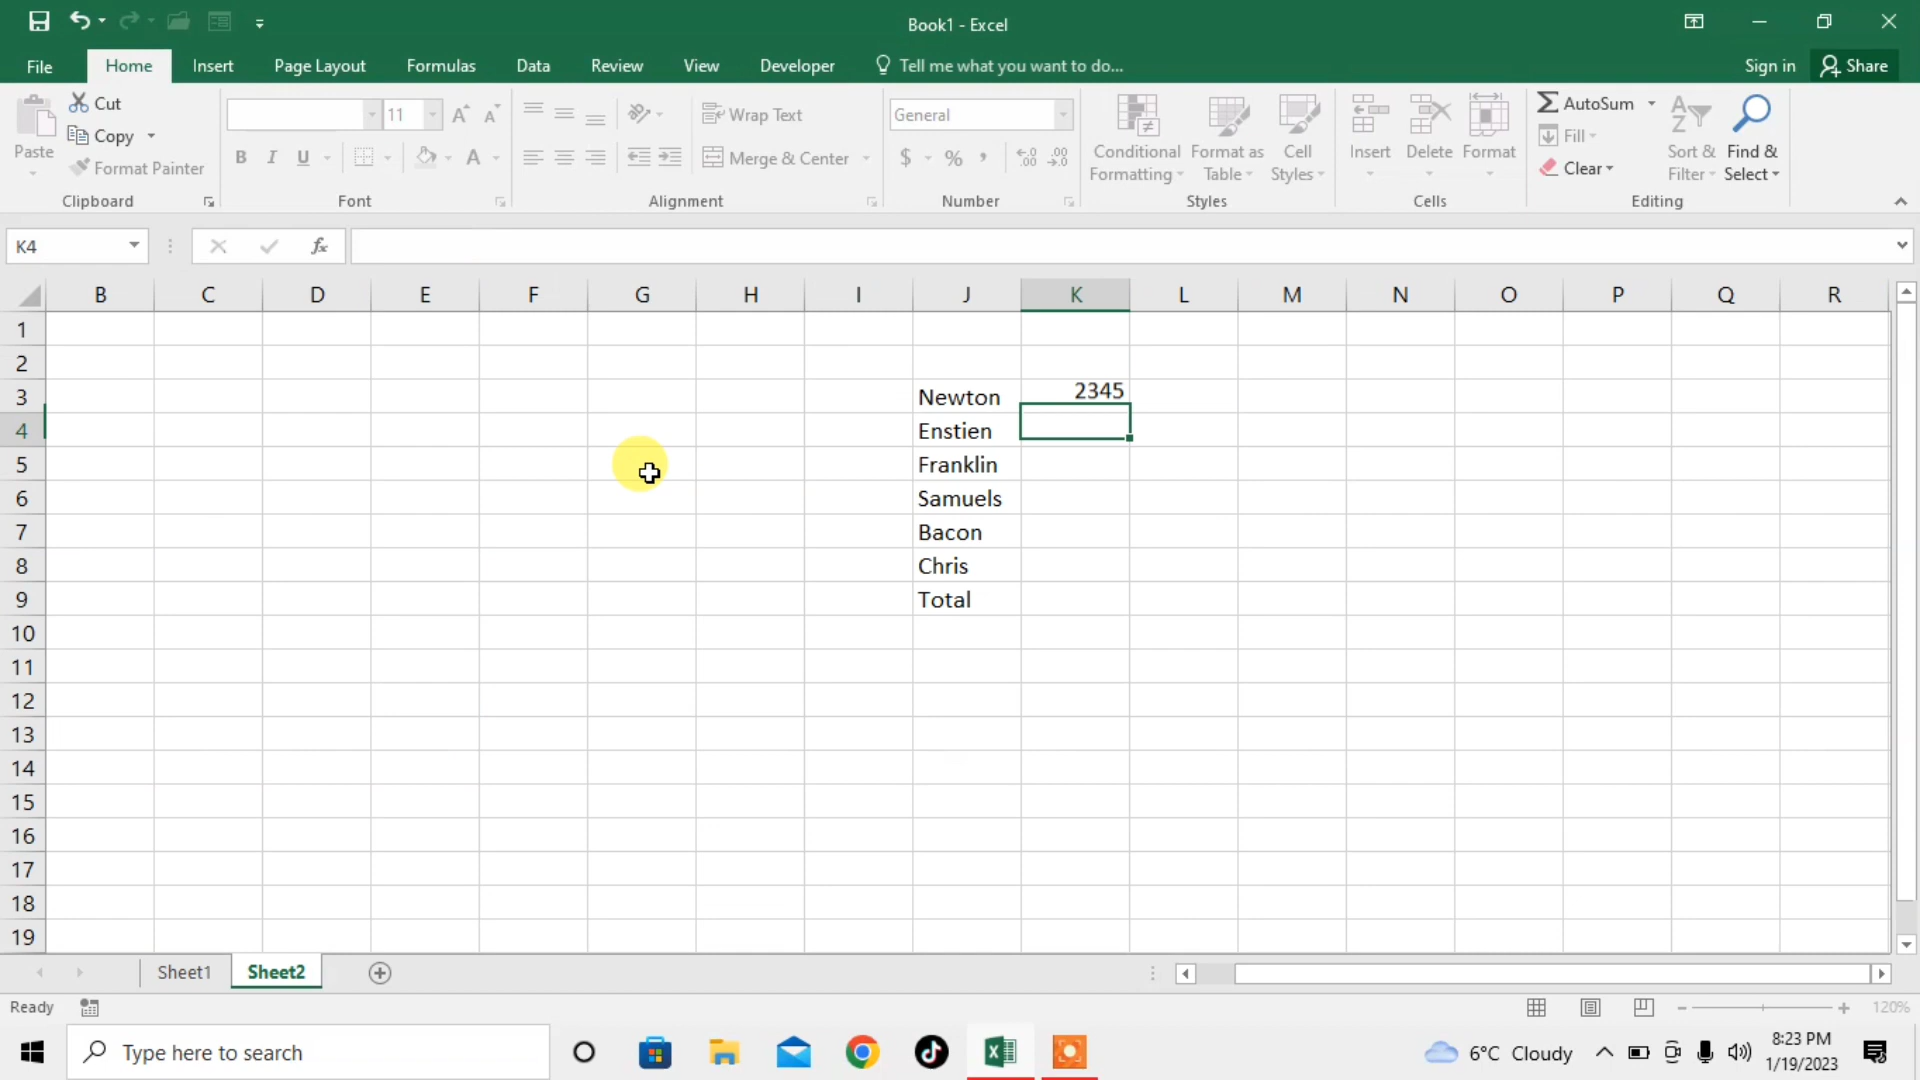 Book1 - Excel
File Home Insert Page Layout Formulas Data Review View Developer Tell me what you want to do... Sign in Share
Cut
Copy
Format Painter
Paste
Clipboard
11
B I U A
Font
Wrap Text
Merge & Center
Alignment
General
$ % ,
Number
Conditional Formatting
Format as Table
Cell Styles
Styles
Insert Delete Format
Cells
AutoSum
Fill
Clear
Sort & Filter
Find & Select
Editing
K4 fx
B C D E F G H I J K L M N O P Q R
1
2
3 Newton 2345
4 Enstien
5 Franklin
6 Samuels
7 Bacon
8 Chris
9 Total
10
11
12
13
14
15
16
17
18
19
Sheet1 Sheet2
Ready 120%
Type here to search
6°C Cloudy
8:23 PM
1/19/2023